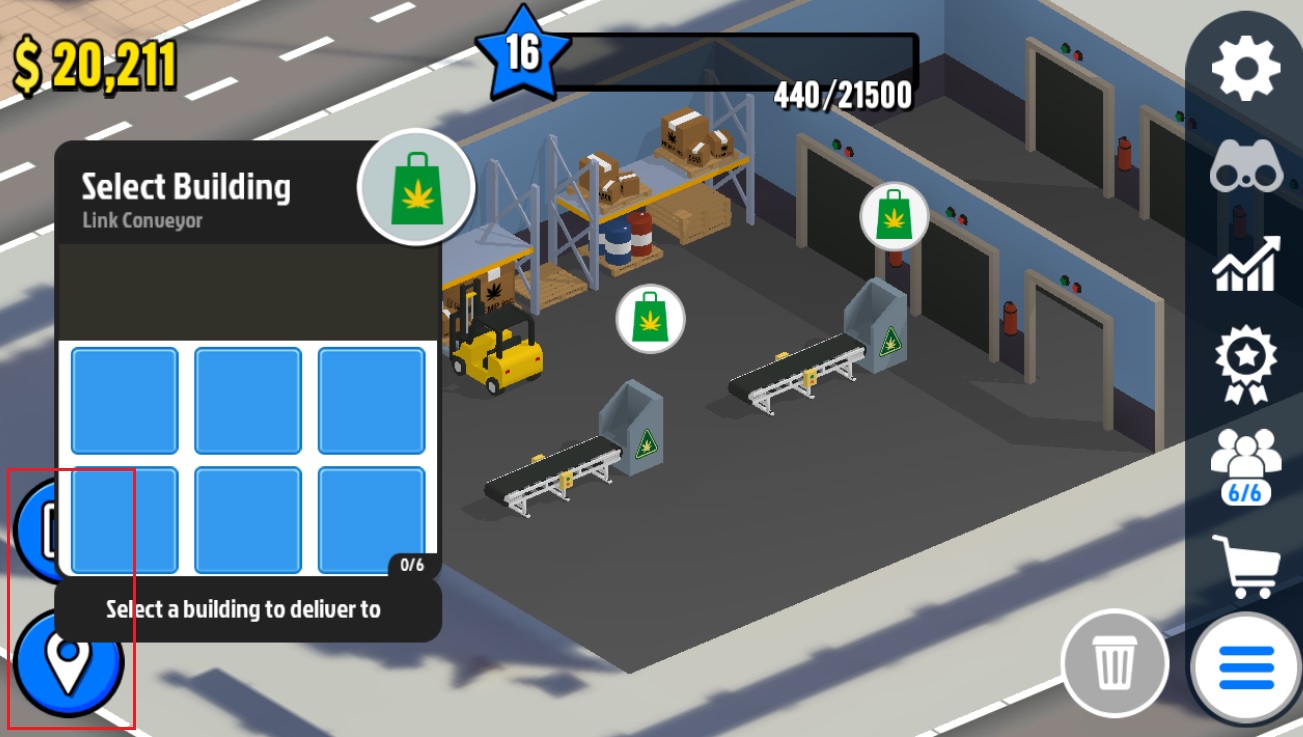 $ 20,211
16
440/21500
Select Building
Link Conveyor
6/6
0/6
Select a building to deliver to